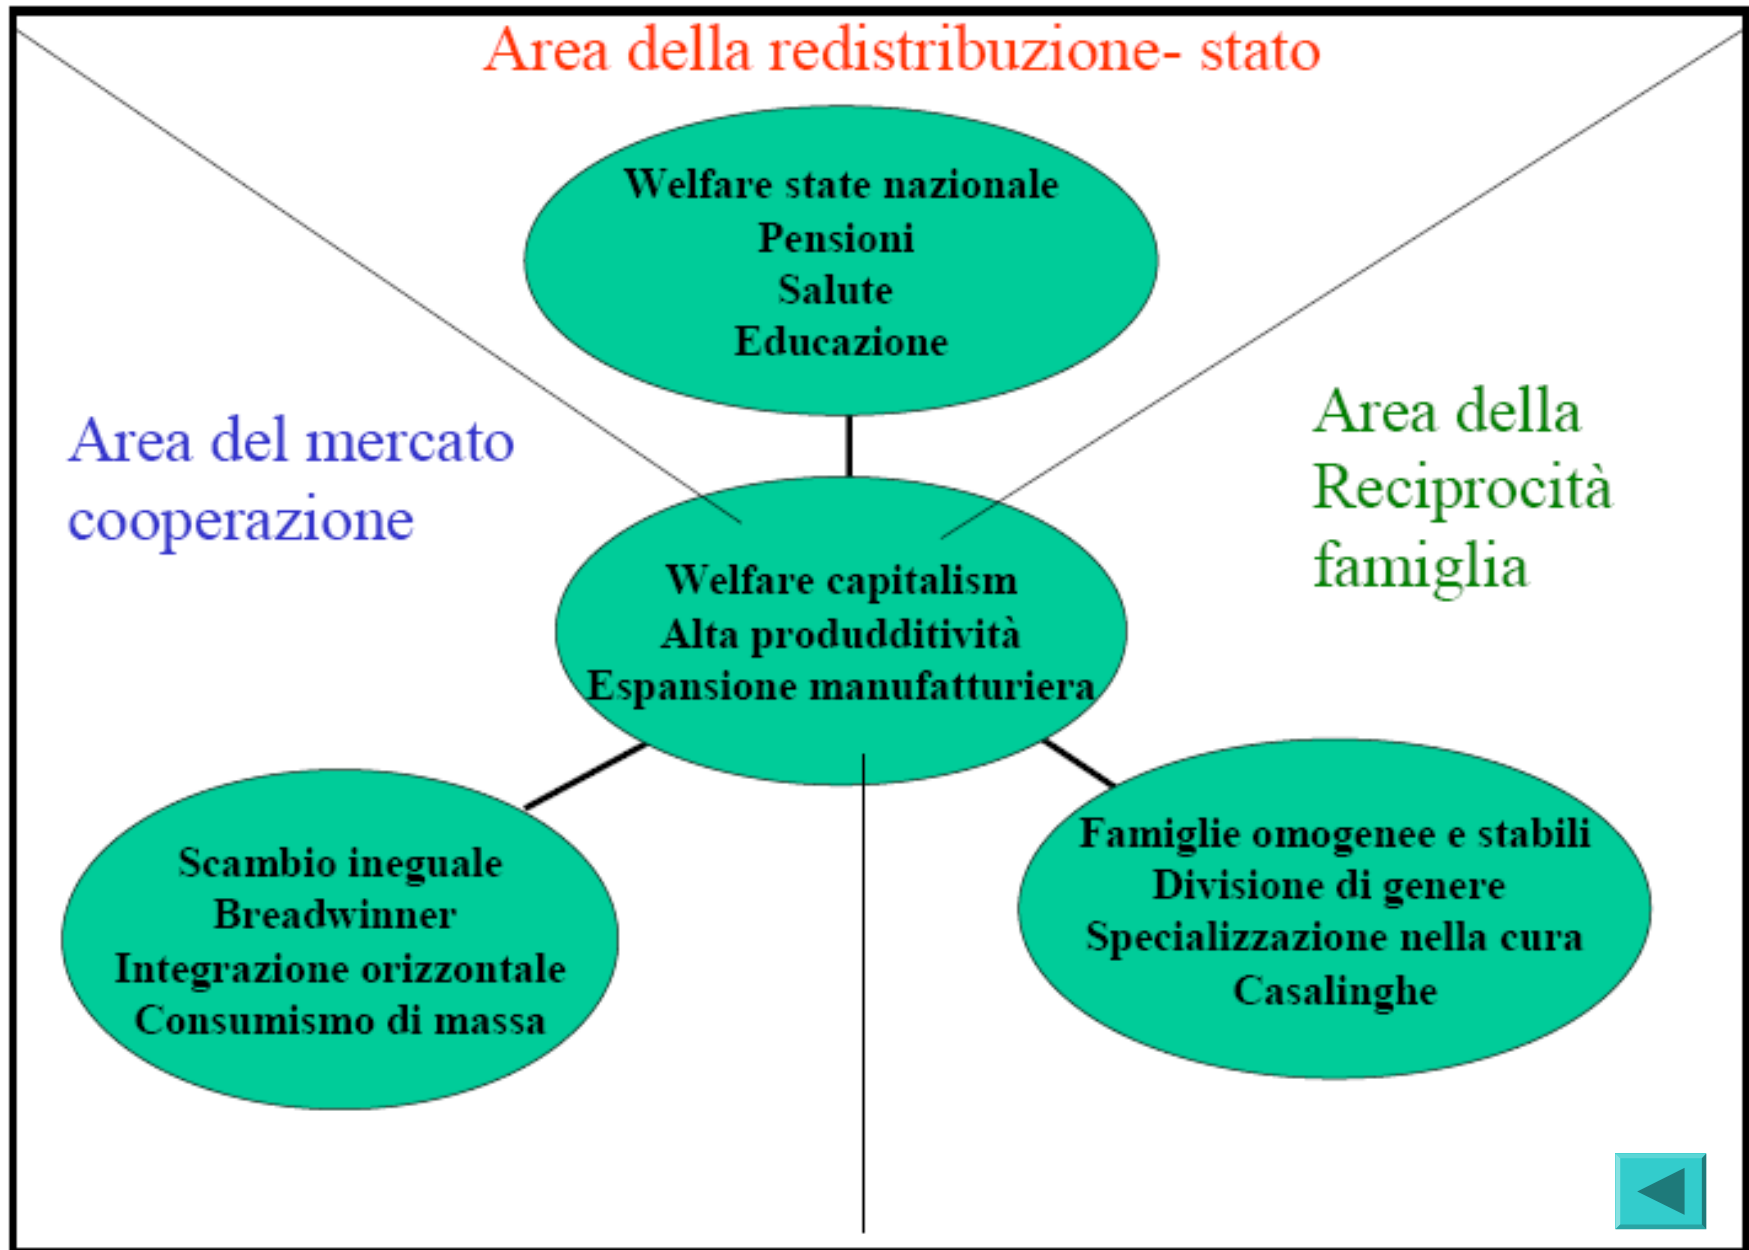 Area della redistribuzione- stato
Welfare state nazionale
Pensioni
Salute
Educazione
Area del mercato
cooperazione
Area della
Reciprocità
famiglia
Welfare capitalism
Alta produdditività
Espansione manufatturiera
Scambio ineguale
Breadwinner
Integrazione orizzontale
Consumismo di massa
Famiglie omogenee e stabili
Divisione di genere
Specializzazione nella cura
Casalinghe